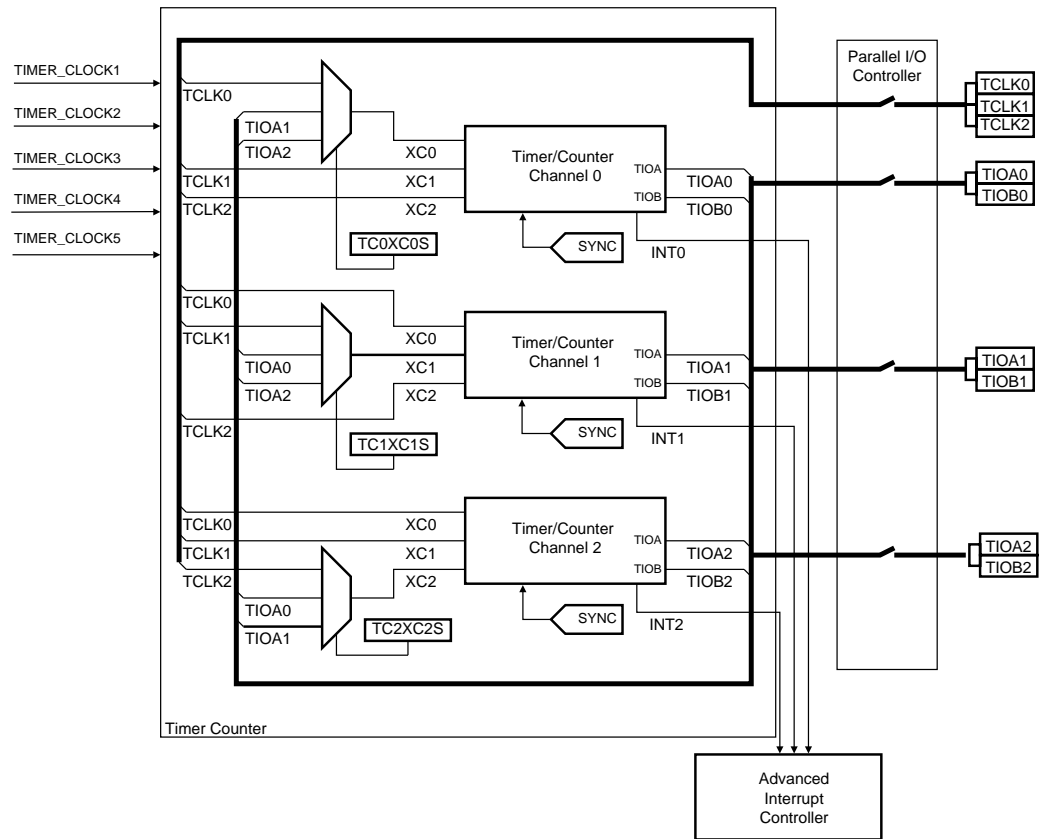 Parallel I/O
Controller
TIMER_CLOCK1
TIMER_CLOCK2
TIMER_CLOCK3
TIMER_CLOCK4
TIMER_CLOCK5
TCLK0
TIOA1
TIOA2
TCLK1
TCLK2
XC0
XC1
XC2
Timer/Counter
Channel 0
TIOA
TIOB
TIOA0
TIOB0
TC0XC0S
SYNC
INT0
TCLK0
TCLK1
TCLK2
TIOA0
TIOB0
TCLK0
TCLK1
TIOA0
TIOA2
TCLK2
XC0
XC1
XC2
Timer/Counter
Channel 1
TIOA
TIOB
TIOA1
TIOB1
TC1XC1S
SYNC
INT1
TIOA1
TIOB1
TCLK0
TCLK1
TCLK2
TIOA0
TIOA1
XC0
XC1
XC2
Timer/Counter
Channel 2
TIOA
TIOB
TIOA2
TIOB2
TC2XC2S
SYNC
INT2
TIOA2
TIOB2
Timer Counter
Advanced
Interrupt
Controller